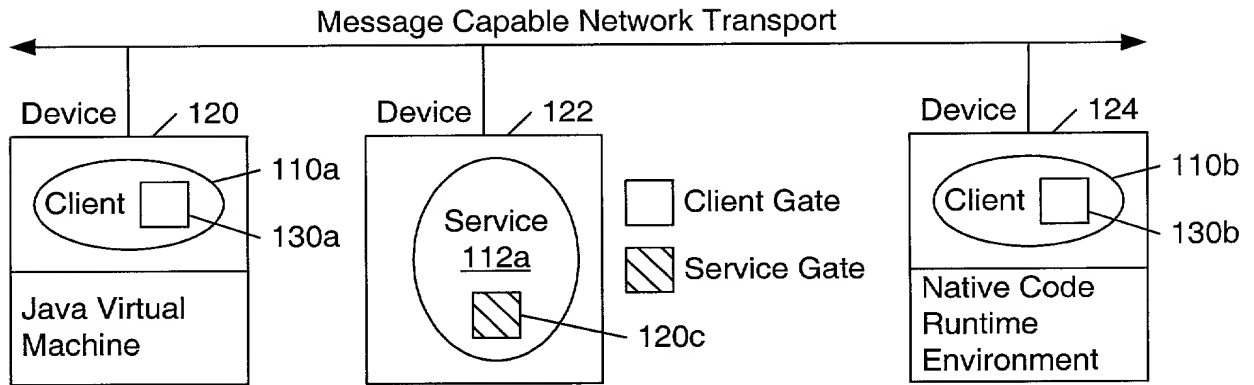 Message Capable Network Transport
Device
120
Device
122
Device
124
Client
110a
130a
Java Virtual
Machine
Service
112a
120c
Client Gate
Service Gate
Client
110b
130b
Native Code
Runtime
Environment